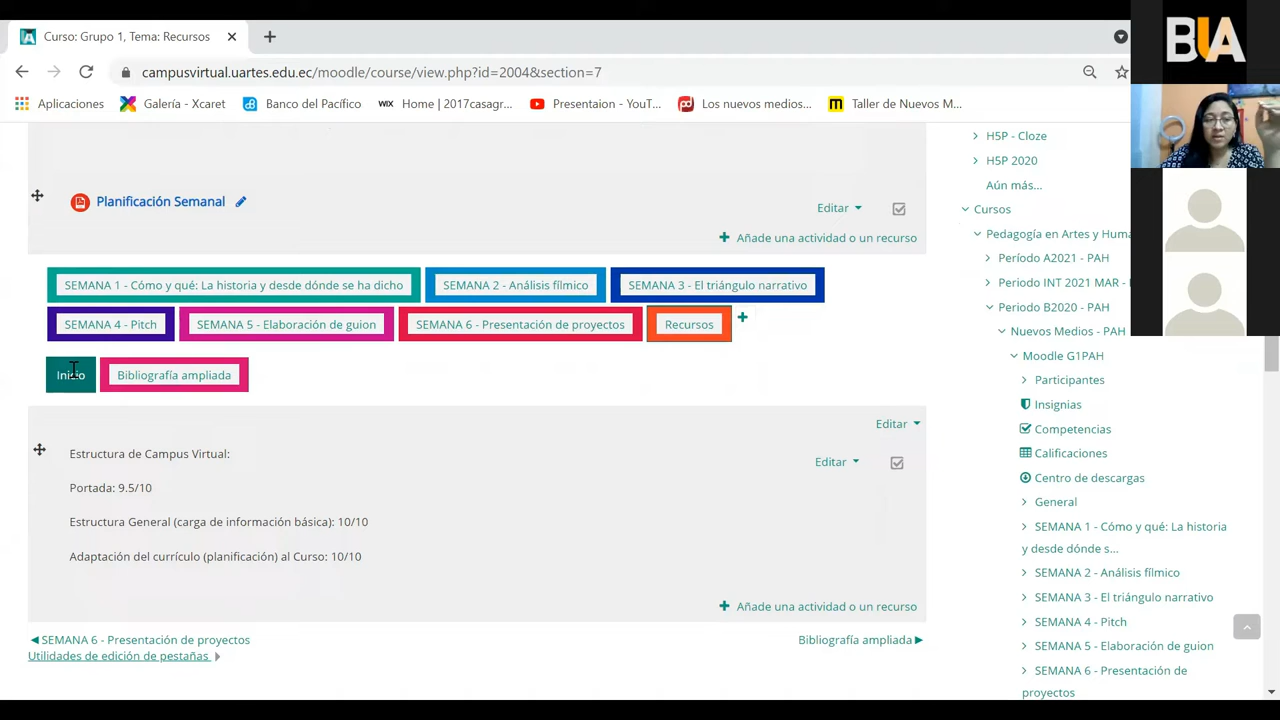 Curso: Grupo 1, Tema: Recursos
campusvirtual.uartes.edu.ec/moodle/course/view.php?id=2004&section=7
Aplicaciones
Galería - Xcaret
Banco del Pacífico
WIX
Home | 2017casagr...
Presentaion - YouT...
Los nuevos medios...
Taller de Nuevos M...
BUA
Planificación Semanal
Editar
Añade una actividad o un recurso
SEMANA 1 - Cómo y qué: La historia y desde dónde se ha dicho
SEMANA 2 - Análisis fílmico
SEMANA 3 - El triángulo narrativo
SEMANA 4 - Pitch
SEMANA 5 - Elaboración de guion
SEMANA 6 - Presentación de proyectos
Recursos
Inicio
Bibliografía ampliada
Editar
Estructura de Campus Virtual:
Editar
Portada: 9.5/10
Estructura General (carga de información básica): 10/10
Adaptación del currículo (planificación) al Curso: 10/10
Añade una actividad o un recurso
SEMANA 6 - Presentación de proyectos
Bibliografía ampliada
Utilidades de edición de pestañas
H5P - Cloze
H5P 2020
Aún más...
Cursos
Pedagogía en Artes y Huma
Período A2021 - PAH
Período INT 2021 MAR -
Periodo B2020 - PAH
Nuevos Medios - PAH
Moodle G1PAH
Participantes
Insignias
Competencias
Calificaciones
Centro de descargas
General
SEMANA 1 - Cómo y qué: La historia
y desde dónde s...
SEMANA 2 - Análisis fílmico
SEMANA 3 - El triángulo narrativo
SEMANA 4 - Pitch
SEMANA 5 - Elaboración de guion
SEMANA 6 - Presentación de
proyectos